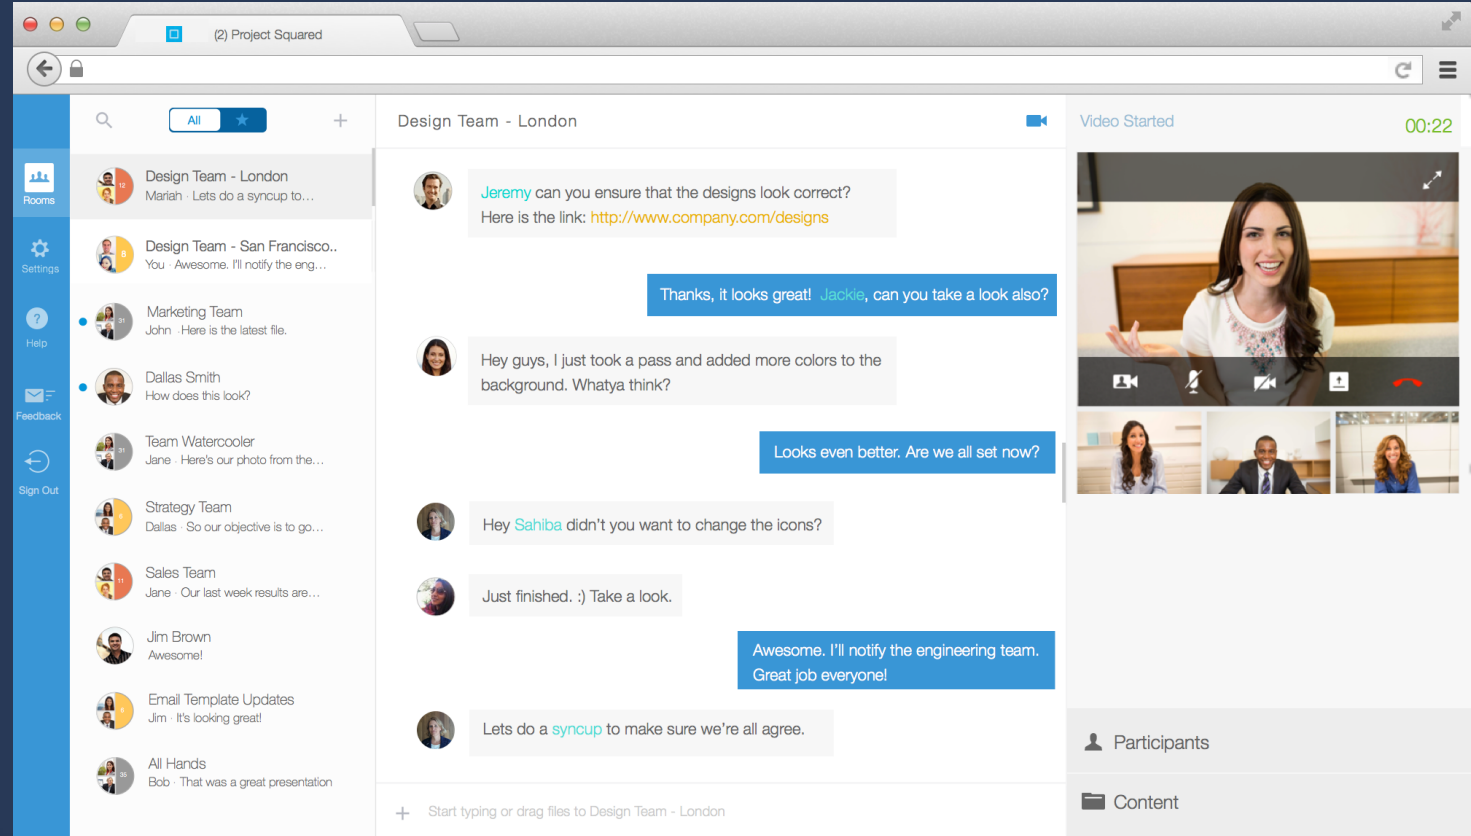 (2) Project Squared
Rooms
Settings
?
Help
Feedback
Sign Out
All
12
Design Team - London
Mariah · Lets do a syncup to...
8
Design Team - San Francisco..
You · Awesome. I'll notify the eng...
31
Marketing Team
John · Here is the latest file.
Dallas Smith
How does this look?
31
Team Watercooler
Jane · Here's our photo from the...
Strategy Team
Dallas · So our objective is to go...
11
Sales Team
Jane · Our last week results are...
Jim Brown
Awesome!
Email Template Updates
Jim · It's looking great!
35
All Hands
Bob · That was a great presentation
Design Team - London
Jeremy can you ensure that the designs look correct?
Here is the link: http://www.company.com/designs
Thanks, it looks great! Jackie, can you take a look also?
Hey guys, I just took a pass and added more colors to the
background. Whatya think?
Looks even better. Are we all set now?
Hey Sahiba didn't you want to change the icons?
Just finished. :) Take a look.
Awesome. I'll notify the engineering team.
Great job everyone!
Lets do a syncup to make sure we're all agree.
Start typing or drag files to Design Team - London
Video Started
00:22
Participants
Content